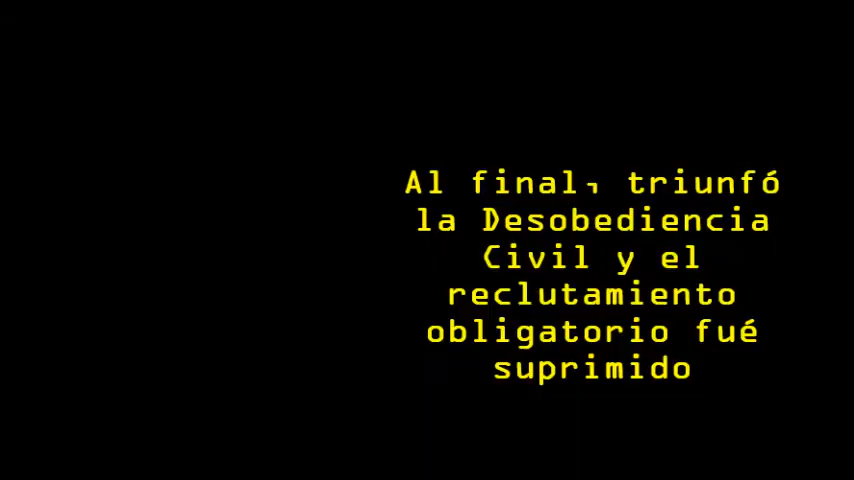 Al final, triunfó
la Desobediencia
Civil y el
reclutamiento
obligatorio fué
suprimido